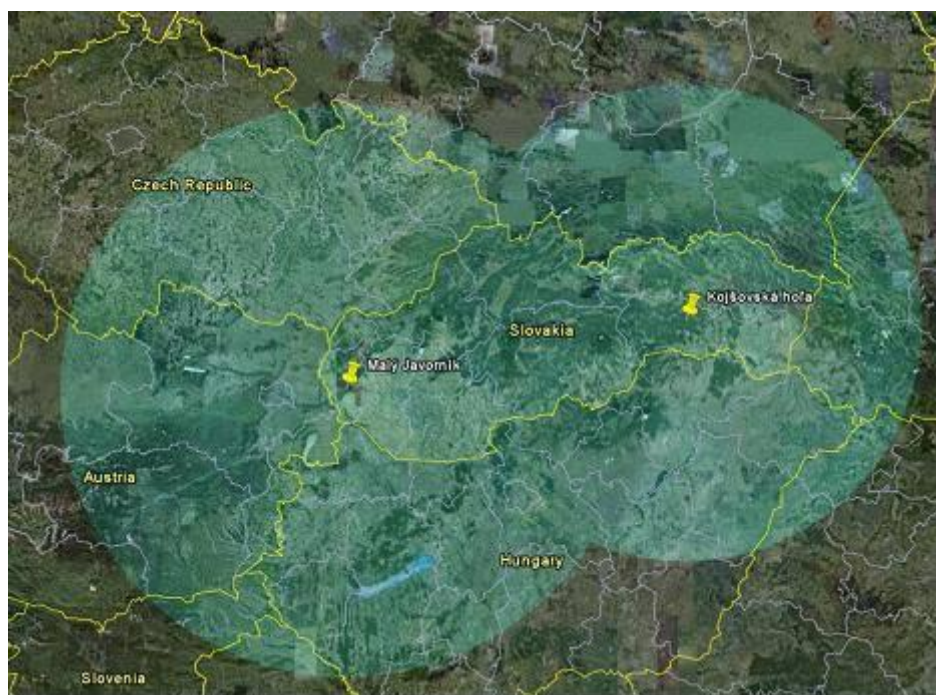 Czech Republic
Kojšovská hoľa
Slovakia
Malý Javorník
Austria
Hungary
Slovenia